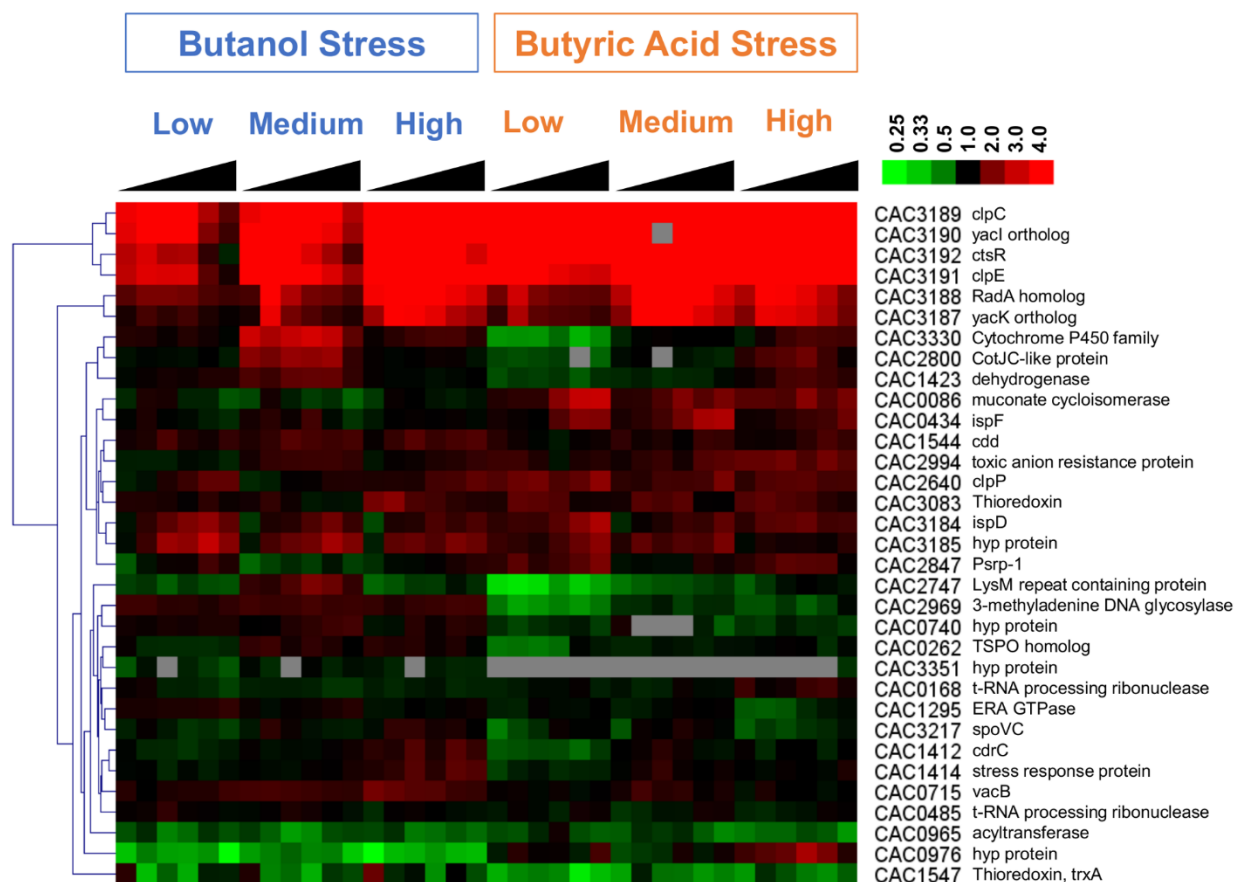 Butanol Stress Butyric Acid Stress
Low Medium High Low Medium High
0.25 0.33 0.5 1.0 2.0 3.0 4.0
CAC3189 clpC
CAC3190 yacI ortholog
CAC3192 ctsR
CAC3191 clpE
CAC3188 RadA homolog
CAC3187 yacK ortholog
CAC3330 Cytochrome P450 family
CAC2800 CotJC-like protein
CAC1423 dehydrogenase
CAC0086 muconate cycloisomerase
CAC0434 ispF
CAC1544 cdd
CAC2994 toxic anion resistance protein
CAC2640 clpP
CAC3083 Thioredoxin
CAC3184 ispD
CAC3185 hyp protein
CAC2847 Psrp-1
CAC2747 LysM repeat containing protein
CAC2969 3-methyladenine DNA glycosylase
CAC0740 hyp protein
CAC0262 TSPO homolog
CAC3351 hyp protein
CAC0168 t-RNA processing ribonuclease
CAC1295 ERA GTPase
CAC3217 spoVC
CAC1412 cdrC
CAC1414 stress response protein
CAC0715 vacB
CAC0485 t-RNA processing ribonuclease
CAC0965 acyltransferase
CAC0976 hyp protein
CAC1547 Thioredoxin, trxA